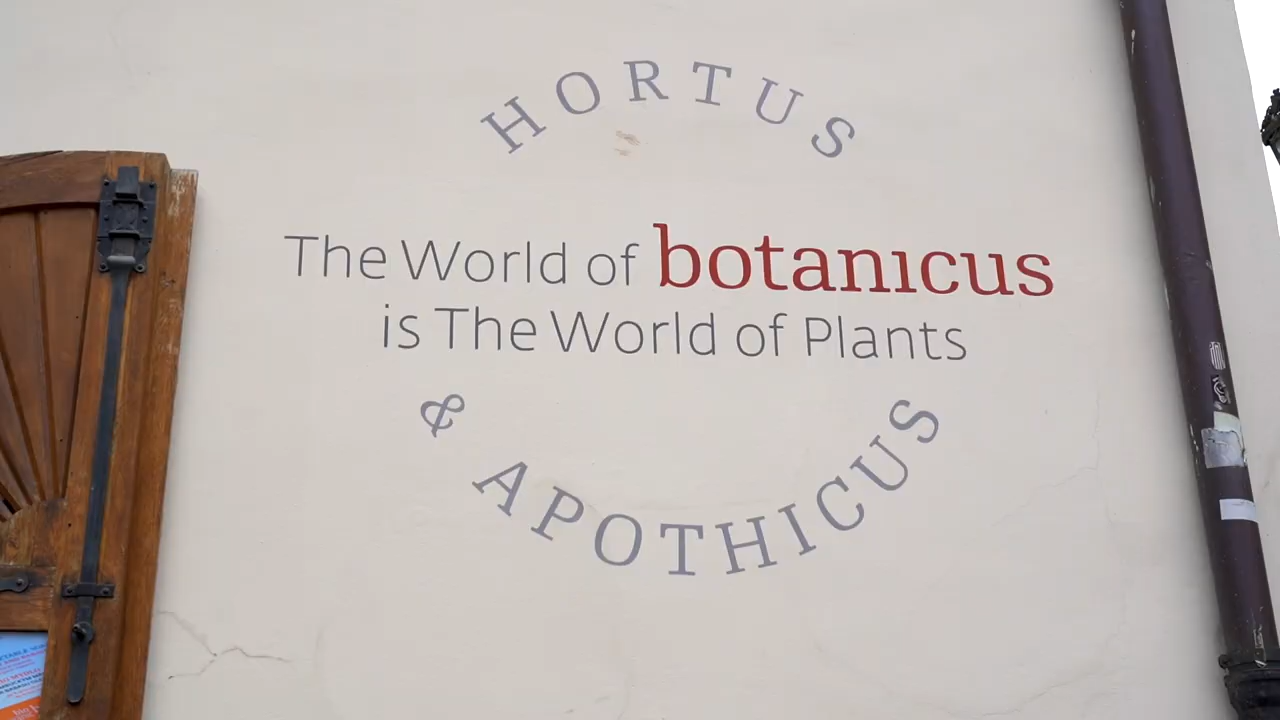 HORTUS
The World of botanicus
is The World of Plants
& APOTHICUS